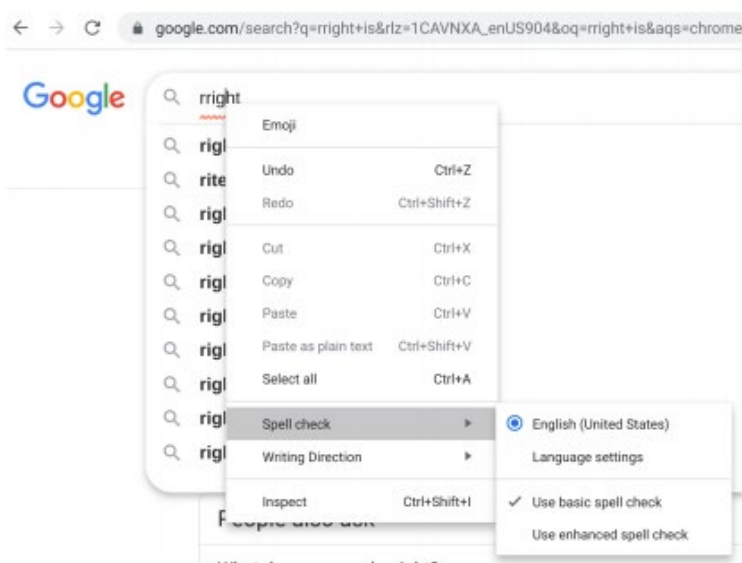 google.com/search?q=rright+is&rlz=1CAVNXA_enUS904&oq=rright+is&aqs=chrome
Google
rright
Emoji
Undo Ctrl+Z
Redo Ctrl+Shift+Z
Cut Ctrl+X
Copy Ctrl+C
Paste Ctrl+V
Paste as plain text Ctrl+Shift+V
Select all Ctrl+A
Spell check
Writing Direction
Inspect Ctrl+Shift+I
English (United States)
Language settings
Use basic spell check
Use enhanced spell check
People also ask